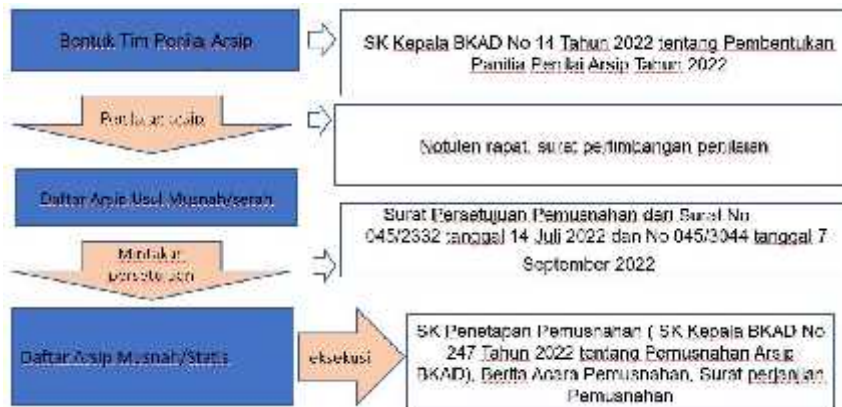 Bentuk Tim Penilai Arsip
SK Kepala BKAD No 14 Tahun 2022 tentang Pembentukan
Panitia Penilai Arsip Tahun 2022
Penilaian arsip
Notulen rapat, surat pertimbangan penilaian
Daftar Arsip Usul Musnah/serah
Surat Persetujuan Pemusnahan dari Surat No
045/2332 tanggal 14 Juli 2022 dan No 045/3044 tanggal 7
September 2022
Mintakan
persetujuan
Daftar Arsip Musnah/Statis
eksekusi
SK Penetapan Pemusnahan ( SK Kepala BKAD No
247 Tahun 2022 tentang Pemusnahan Arsip
BKAD), Berita Acara Pemusnahan, Surat perjanjian
Pemusnahan